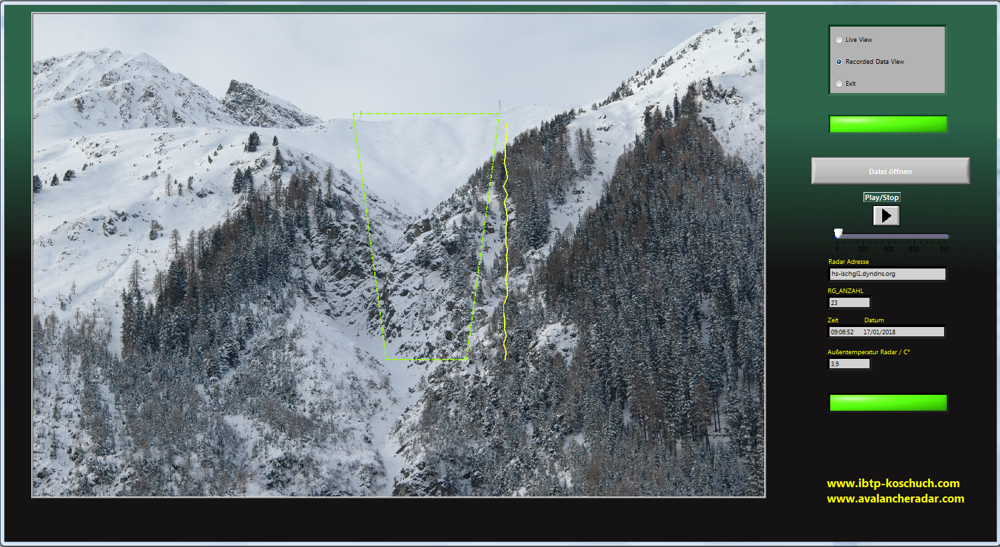 Live View
Recorded Data View
Exit
Datei öffnen
Play/Stop
0 200 400 600 847
Radar Adresse
hs-ischgl1.dyndns.org
RG_ANZAHL
23
Zeit Datum
09:06:52 17/01/2018
Außentemperatur Radar / C°
3,9
www.ibtp-koschuch.com
www.avalancheradar.com